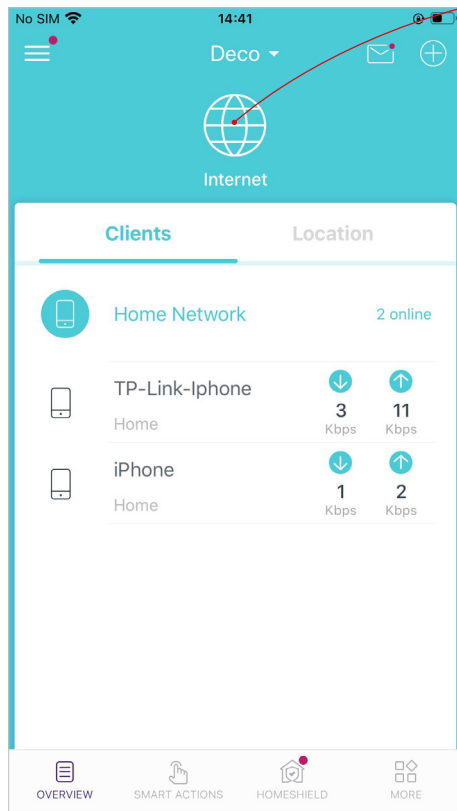 No SIM 14:41
Deco
Internet
Clients Location
Home Network 2 online
TP-Link-Iphone
3 11
Home Kbps Kbps
iPhone
1 2
Home Kbps Kbps
OVERVIEW SMART ACTIONS HOMESHIELD MORE